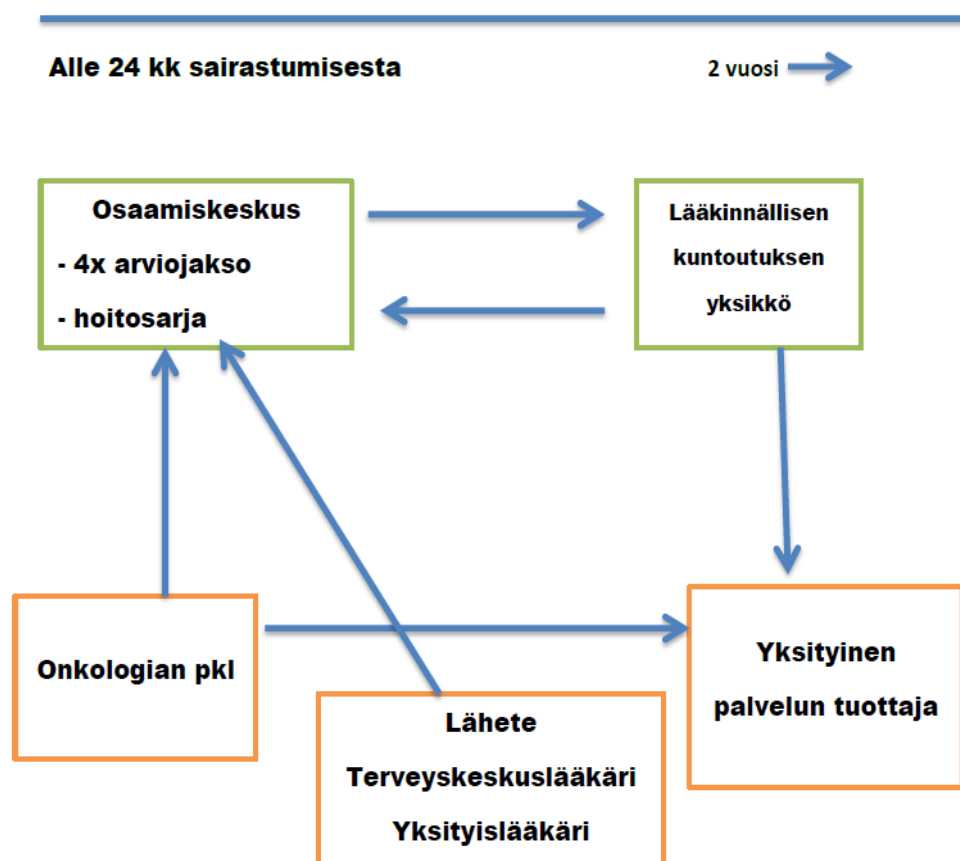 Alle 24 kk sairastumisesta
2 vuosi
Osaamiskeskus
- 4x arviojakso
- hoitosarja
Lääkinnällisen
kuntoutuksen
yksikkö
Onkologian pkl
Lähete
Terveyskeskuslääkäri
Yksityislääkäri
Yksityinen
palvelun tuottaja